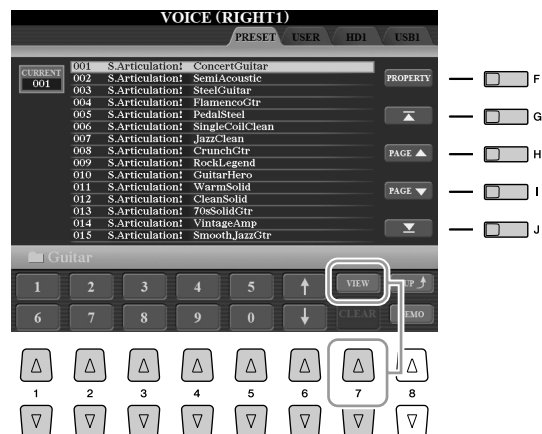 VOICE (RIGHT1)
PRESET USER HD1 USB1
CURRENT
001
001 S.Articulation! ConcertGuitar
002 S.Articulation! SemiAcoustic
003 S.Articulation! SteelGuitar
004 S.Articulation! FlamencoGtr
005 S.Articulation! PedalSteel
006 S.Articulation! SingleCoilClean
007 S.Articulation! JazzClean
008 S.Articulation! CrunchGtr
009 S.Articulation! RockLegend
010 S.Articulation! GuitarHero
011 S.Articulation! WarmSolid
012 S.Articulation! CleanSolid
013 S.Articulation! 70sSolidGtr
014 S.Articulation! VintageAmp
015 S.Articulation! SmoothJazzGtr
PROPERTY
PAGE
PAGE
F
G
H
I
J
Guitar
1 2 3 4 5 VIEW UP
6 7 8 9 0 CLEAR DEMO
1 2 3 4 5 6 7 8